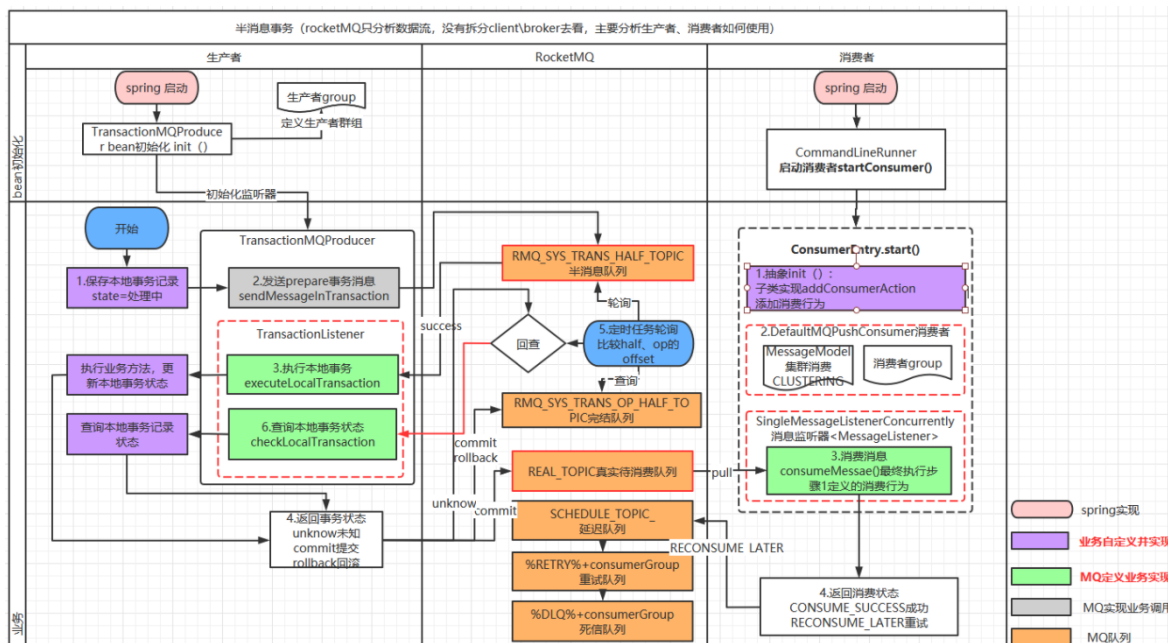 半消息事务（rocketMQ只分析数据流，没有拆分client\broker去看，主要分析生产者、消费者如何使用）
生产者
RocketMQ
消费者
bean初始化
spring 启动
生产者group
定义生产者群组
TransactionMQProduce
r bean初始化 init（）
初始化监听器
spring 启动
CommandLineRunner
启动消费者startConsumer()
业务
开始
1.保存本地事务记录
state=处理中
TransactionMQProducer
2.发送prepare事务消息
sendMessageInTransaction
TransactionListener
3.执行本地事务
executeLocalTransaction
6.查询本地事务状态
checkLocalTransaction
执行业务方法，更
新本地事务状态
查询本地事务记录
状态
4.返回事务状态
unknow未知
commit提交
rollback回滚
RMQ_SYS_TRANS_HALF_TOPIC
半消息队列
success
轮询
回查
5.定时任务轮询
比较half、op的
offset
查询
RMQ_SYS_TRANS_OP_HALF_TO
PIC完结队列
commit
rollback
unknow
commit
REAL_TOPIC真实待消费队列
pull
SCHEDULE_TOPIC_
延迟队列
RECONSUME_LATER
%RETRY%+consumerGroup
重试队列
%DLQ%+consumerGroup
死信队列
ConsumerEntry.start()
1.抽象init（）：
子类实现addConsumerAction
添加消费行为
2.DefaultMQPushConsumer消费者
MessageModel
集群消费
CLUSTERING
消费者group
SingleMessageListenerConcurrently
消息监听器<MessageListener>
3.消费消息
consumeMessae()最终执行步
骤1定义的消费行为
4.返回消费状态
CONSUME_SUCCESS成功
RECONSUME_LATER重试
spring实现
业务自定义并实现
MQ定义业务实现
MQ实现业务调用
MQ队列